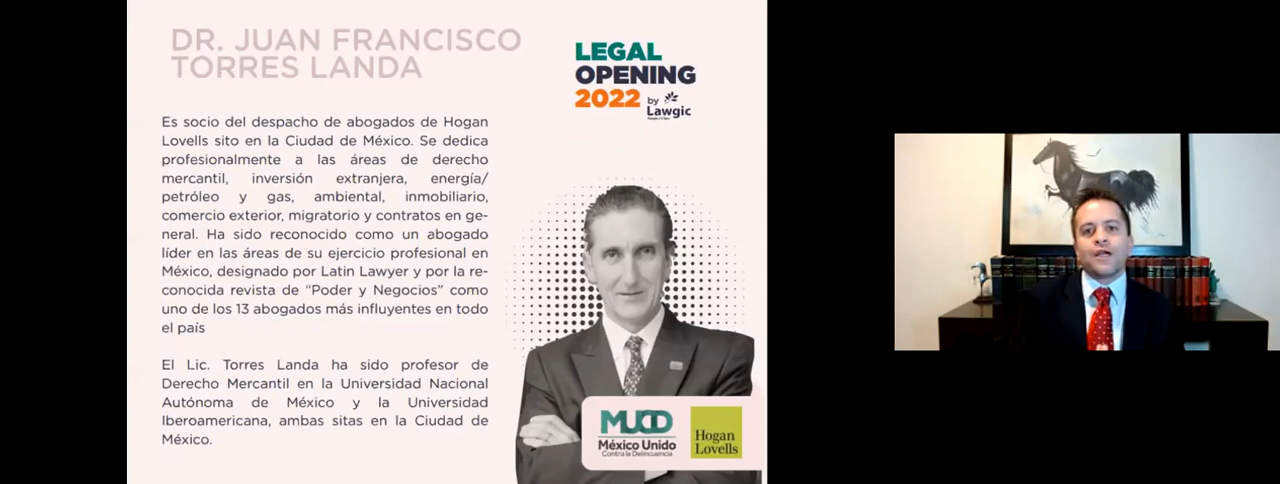 DR. JUAN FRANCISCO
TORRES LANDA
LEGAL
OPENING
2022 by
Lawgic
Es socio del despacho de abogados de Hogan
Lovells sito en la Ciudad de México. Se dedica
profesionalmente a las áreas de derecho
mercantil, inversión extranjera, energía/
petróleo y gas, ambiental, inmobiliario,
comercio exterior, migratorio y contratos en ge-
neral. Ha sido reconocido como un abogado
líder en las áreas de su ejercicio profesional en
México, designado por Latin Lawyer y por la re-
conocida revista de “Poder y Negocios” como
uno de los 13 abogados más influyentes en todo
el país
El Lic. Torres Landa ha sido profesor de
Derecho Mercantil en la Universidad Nacional
Autónoma de México y la Universidad
Iberoamericana, ambas sitas en la Ciudad de
México.
MUCD
México Unido
Contra la Delincuencia
Hogan
Lovells